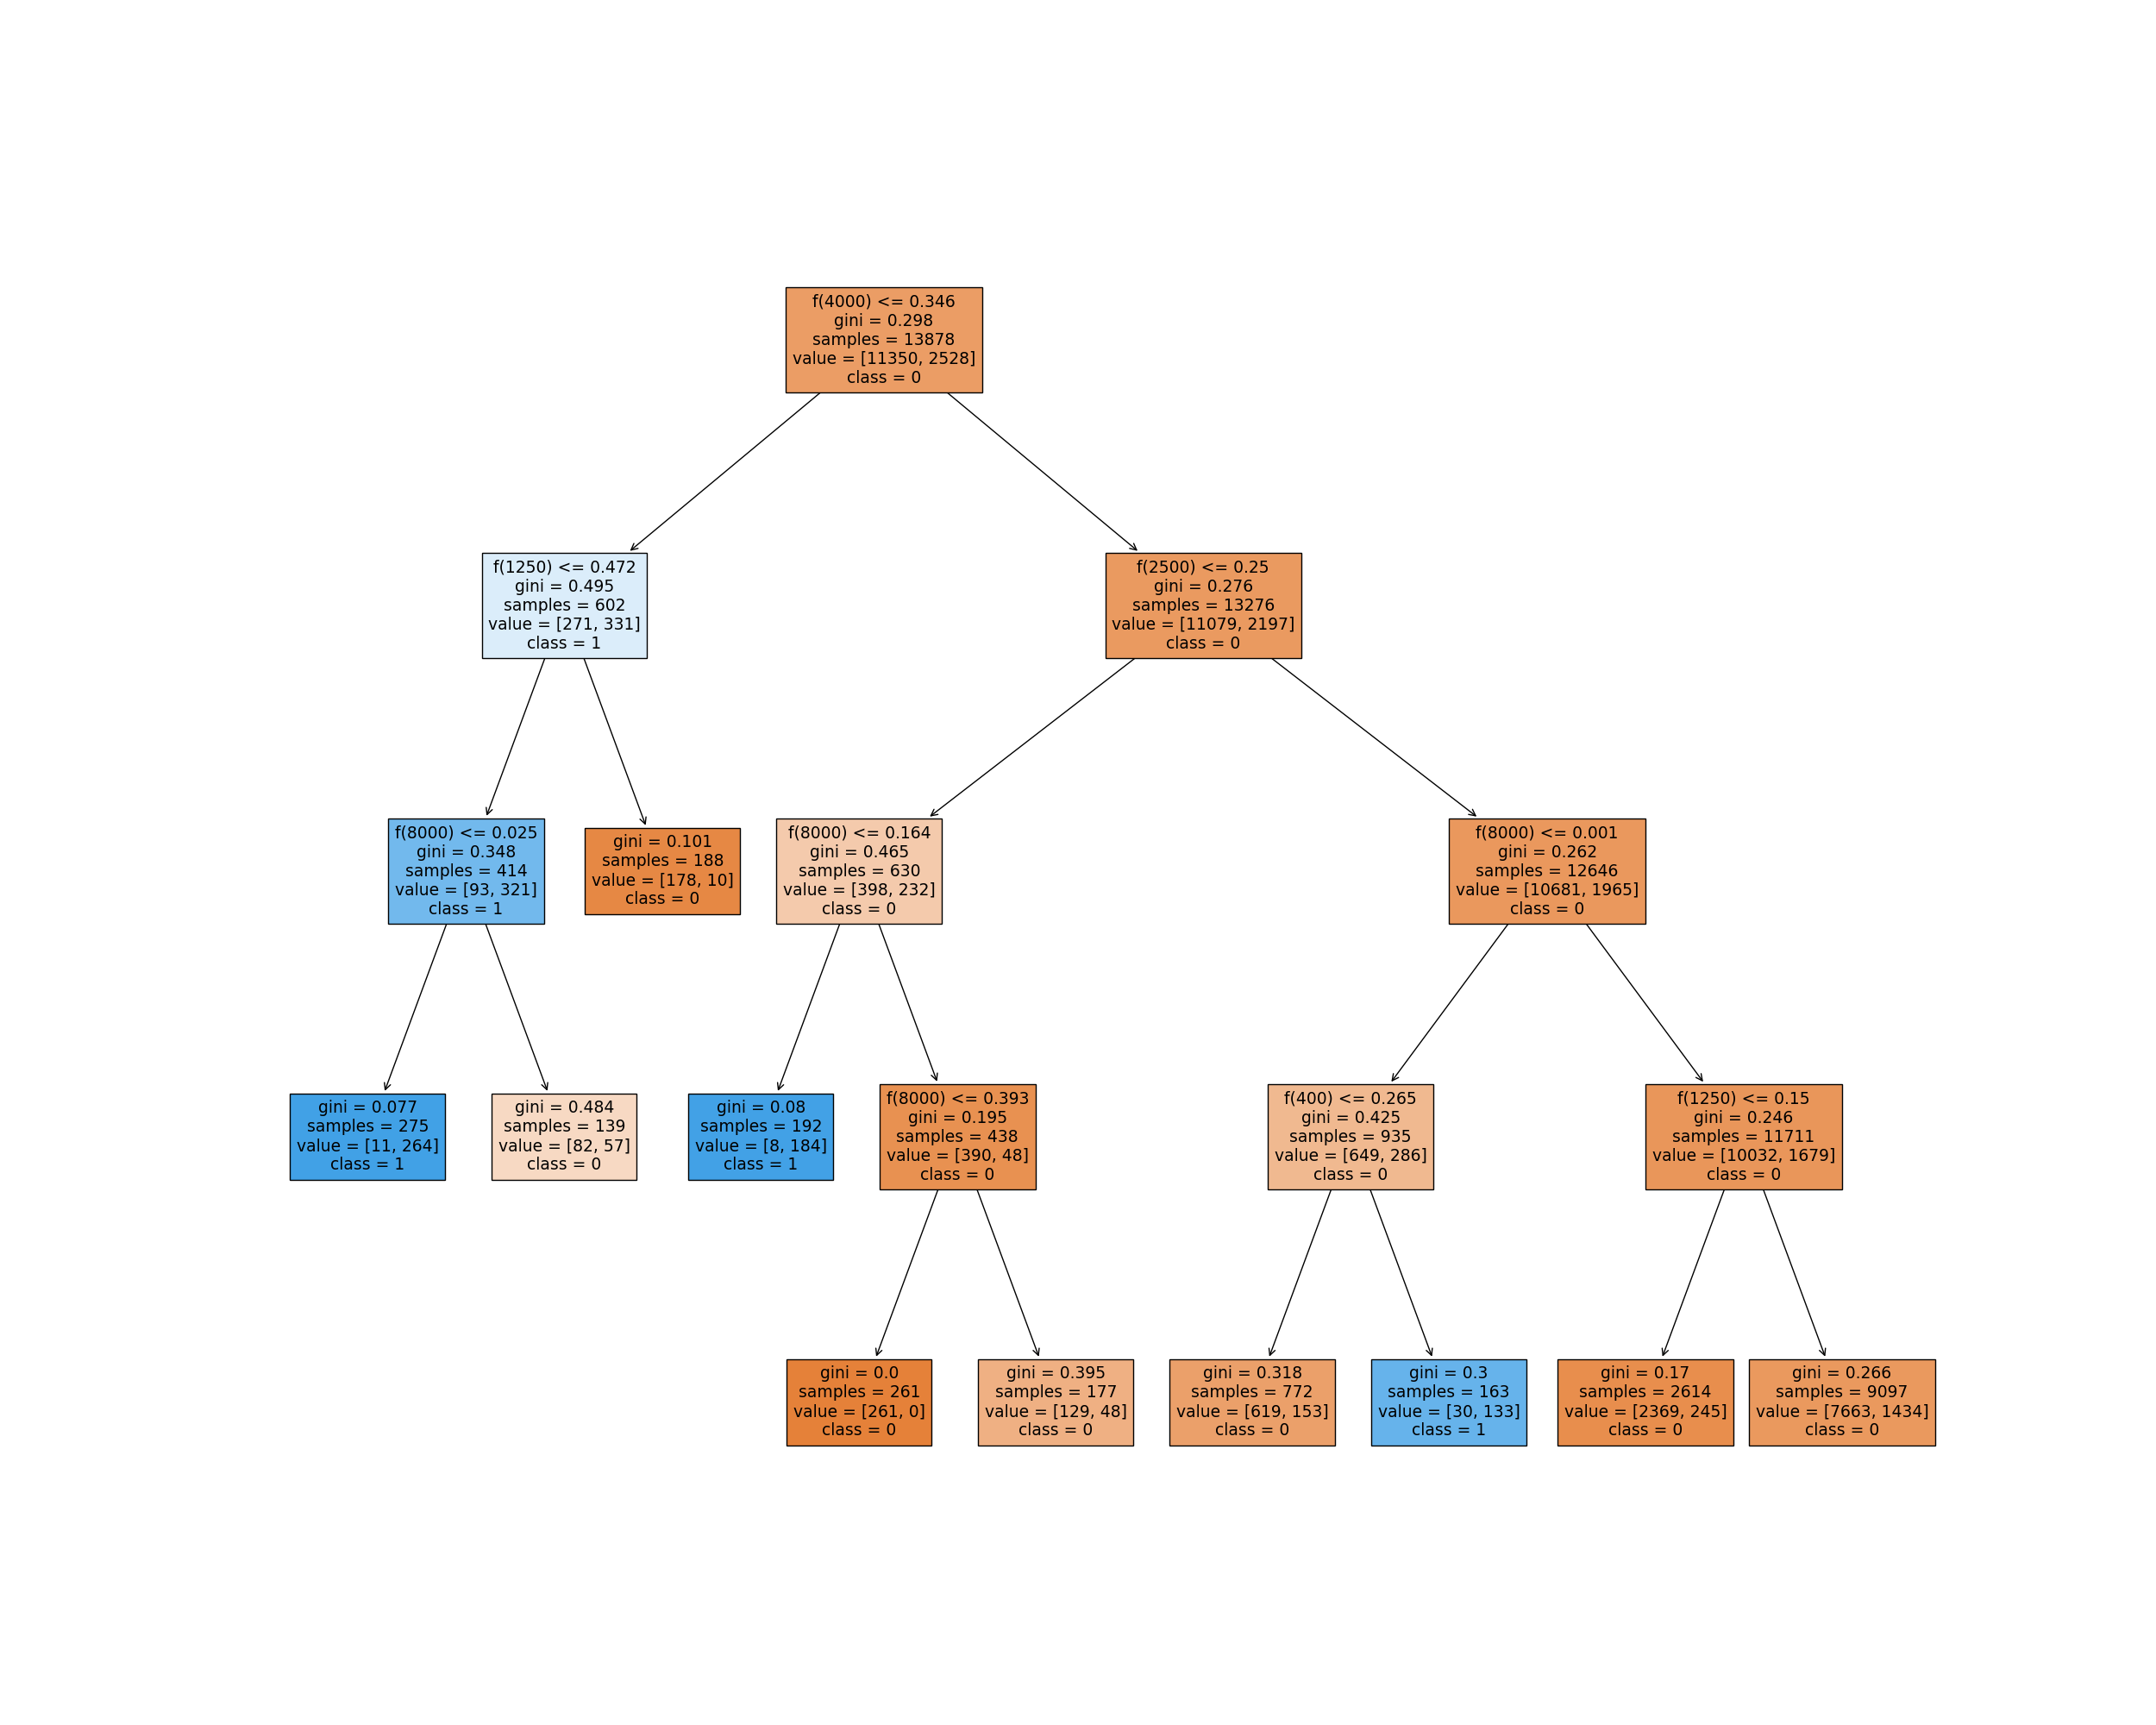 f(4000) <= 0.346
gini = 0.298
samples = 13878
value = [11350, 2528]
class = 0
f(1250) <= 0.472
gini = 0.495
samples = 602
value = [271, 331]
class = 1
f(2500) <= 0.25
gini = 0.276
samples = 13276
value = [11079, 2197]
class = 0
f(8000) <= 0.025
gini = 0.348
samples = 414
value = [93, 321]
class = 1
gini = 0.101
samples = 188
value = [178, 10]
class = 0
f(8000) <= 0.164
gini = 0.465
samples = 630
value = [398, 232]
class = 0
f(8000) <= 0.001
gini = 0.262
samples = 12646
value = [10681, 1965]
class = 0
gini = 0.077
samples = 275
value = [11, 264]
class = 1
gini = 0.484
samples = 139
value = [82, 57]
class = 0
gini = 0.08
samples = 192
value = [8, 184]
class = 1
f(8000) <= 0.393
gini = 0.195
samples = 438
value = [390, 48]
class = 0
f(400) <= 0.265
gini = 0.425
samples = 935
value = [649, 286]
class = 0
f(1250) <= 0.15
gini = 0.246
samples = 11711
value = [10032, 1679]
class = 0
gini = 0.0
samples = 261
value = [261, 0]
class = 0
gini = 0.395
samples = 177
value = [129, 48]
class = 0
gini = 0.318
samples = 772
value = [619, 153]
class = 0
gini = 0.3
samples = 163
value = [30, 133]
class = 1
gini = 0.17
samples = 2614
value = [2369, 245]
class = 0
gini = 0.266
samples = 9097
value = [7663, 1434]
class = 0